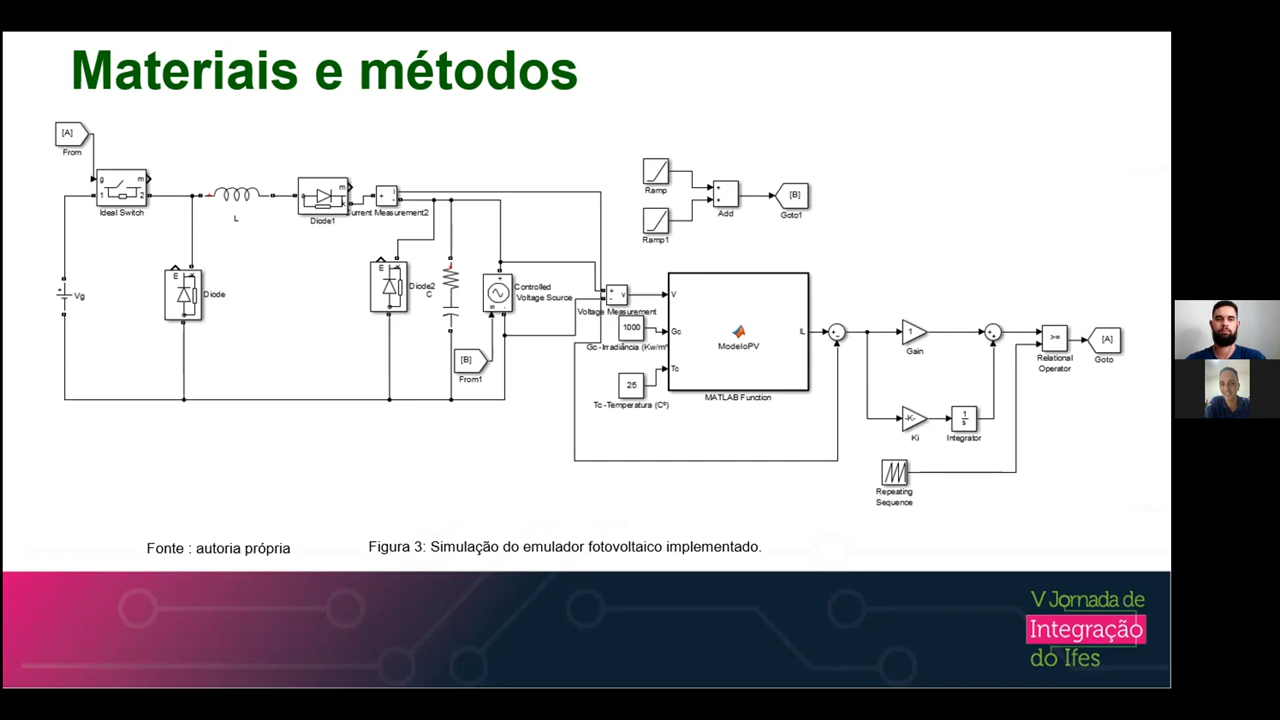 Materiais e métodos
[A]
From
g
m
1
2
Ideal Switch
L
m
Diode1
+
i
-
Current Measurement2
Ramp
Ramp1
+
+
Add
[B]
Goto1
Vg
E
Diode
E
Diode2
C
Controlled
Voltage Source
[B]
From1
+
-
v
Voltage Measurement
1000
Gc -Irradiância (Kw/m²
25
Tc -Temperatura (Cº)
V
Gc
Tc
ModeloPV
IL
MATLAB Function
1
Gain
-K-
Ki
1
s
Integrator
>=
Relational
Operator
[A]
Goto
Repeating
Sequence
Fonte : autoria própria
Figura 3: Simulação do emulador fotovoltaico implementado.
V Jornada de
Integração
do Ifes